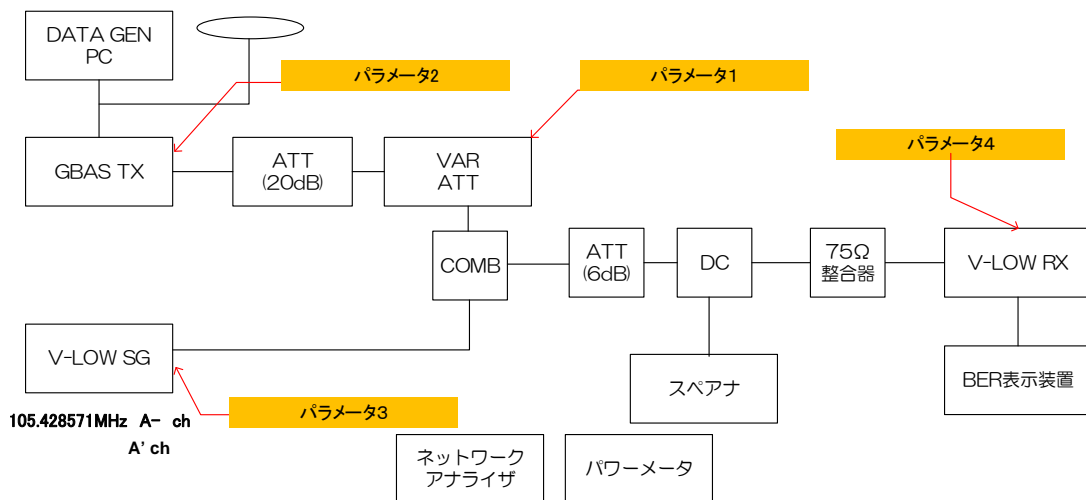 DATA GEN
PC
パラメータ2
パラメータ1
GBAS TX
ATT
(20dB)
VAR
ATT
パラメータ4
COMB
ATT
(6dB)
DC
75Ω
整合器
V-LOW RX
V-LOW SG
スペアナ
BER表示装置
105.428571MHz A- ch
A' ch
パラメータ3
ネットワーク
アナライザ
パワーメータ